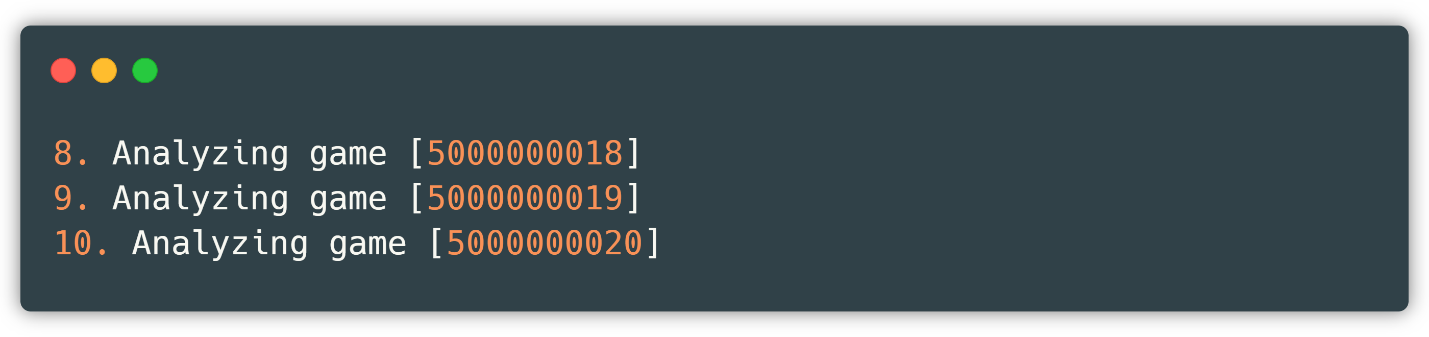 8. Analyzing game [5000000018]
9. Analyzing game [5000000019]
10. Analyzing game [5000000020]